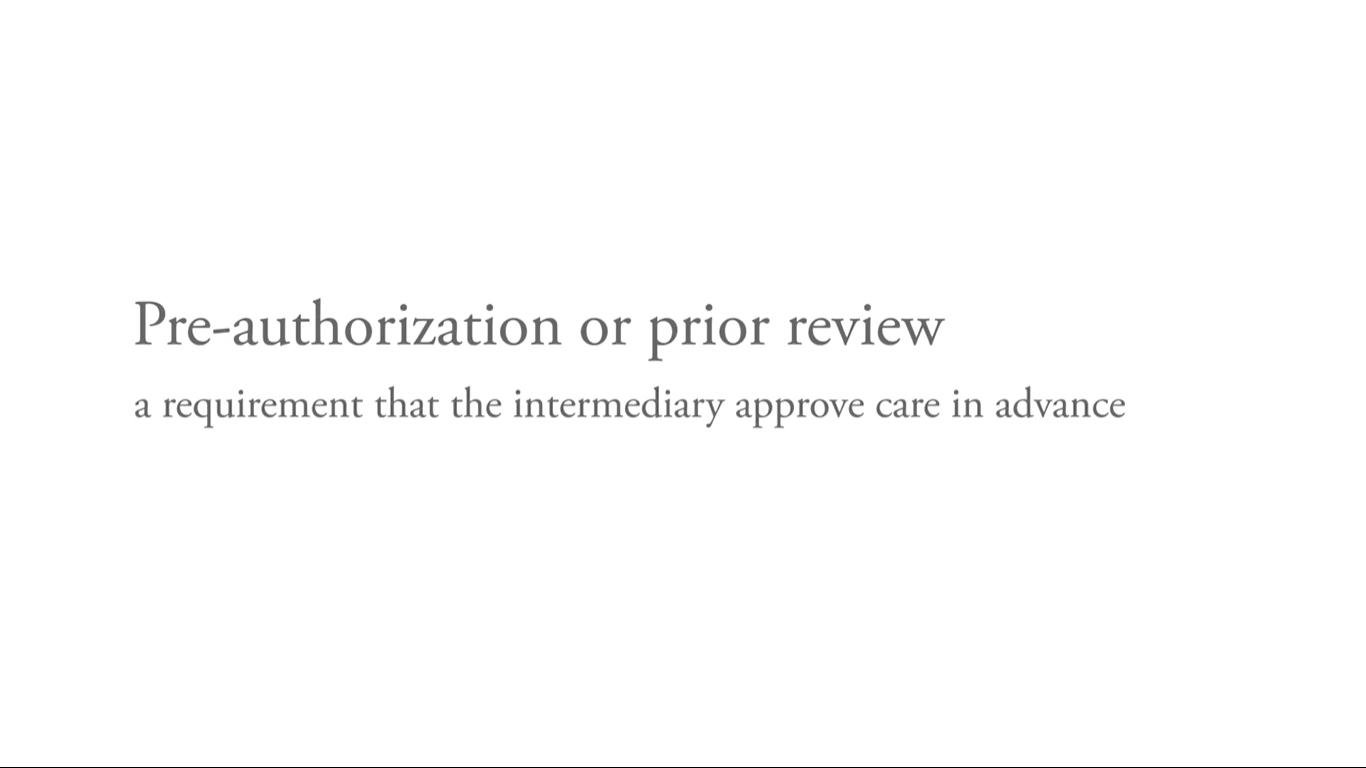 Pre-authorization or prior review
a requirement that the intermediary approve care in advance